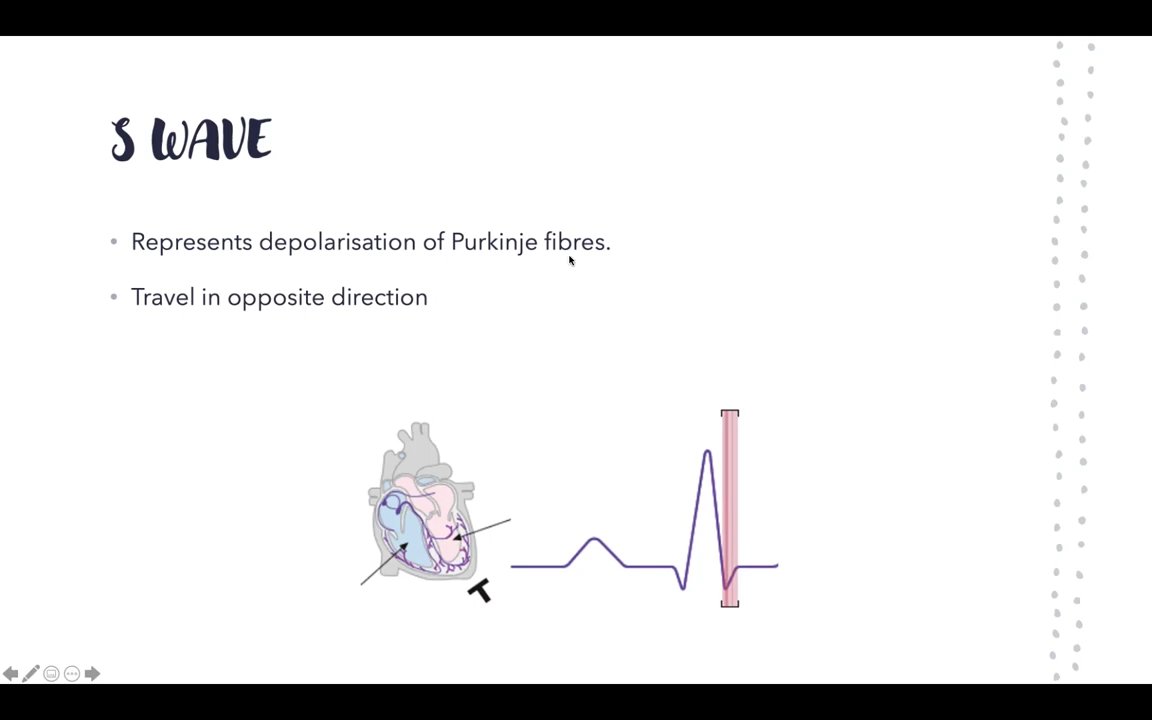 S WAVE
• Represents depolarisation of Purkinje fibres.
• Travel in opposite direction